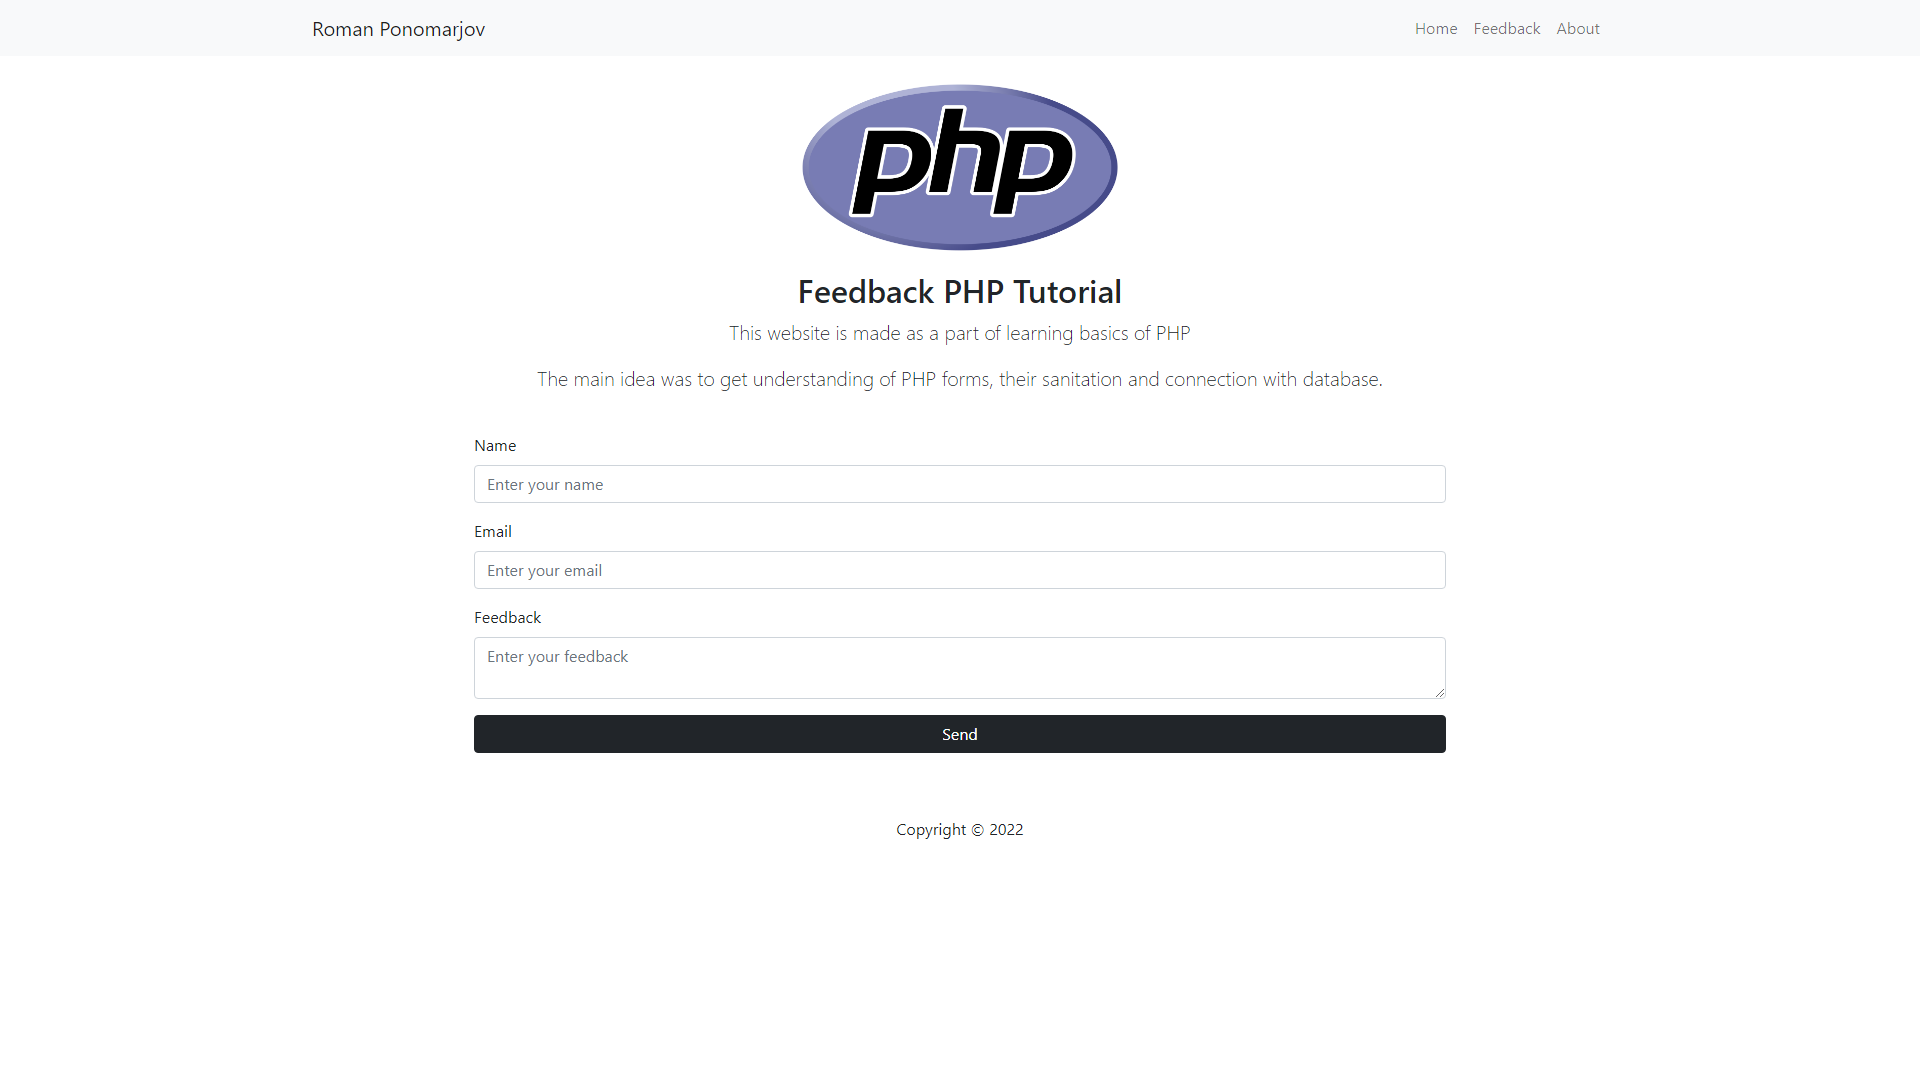 Roman Ponomarjov
Home Feedback About
php
Feedback PHP Tutorial
This website is made as a part of learning basics of PHP
The main idea was to get understanding of PHP forms, their sanitation and connection with database.
Name
Enter your name
Email
Enter your email
Feedback
Enter your feedback
Send
Copyright © 2022